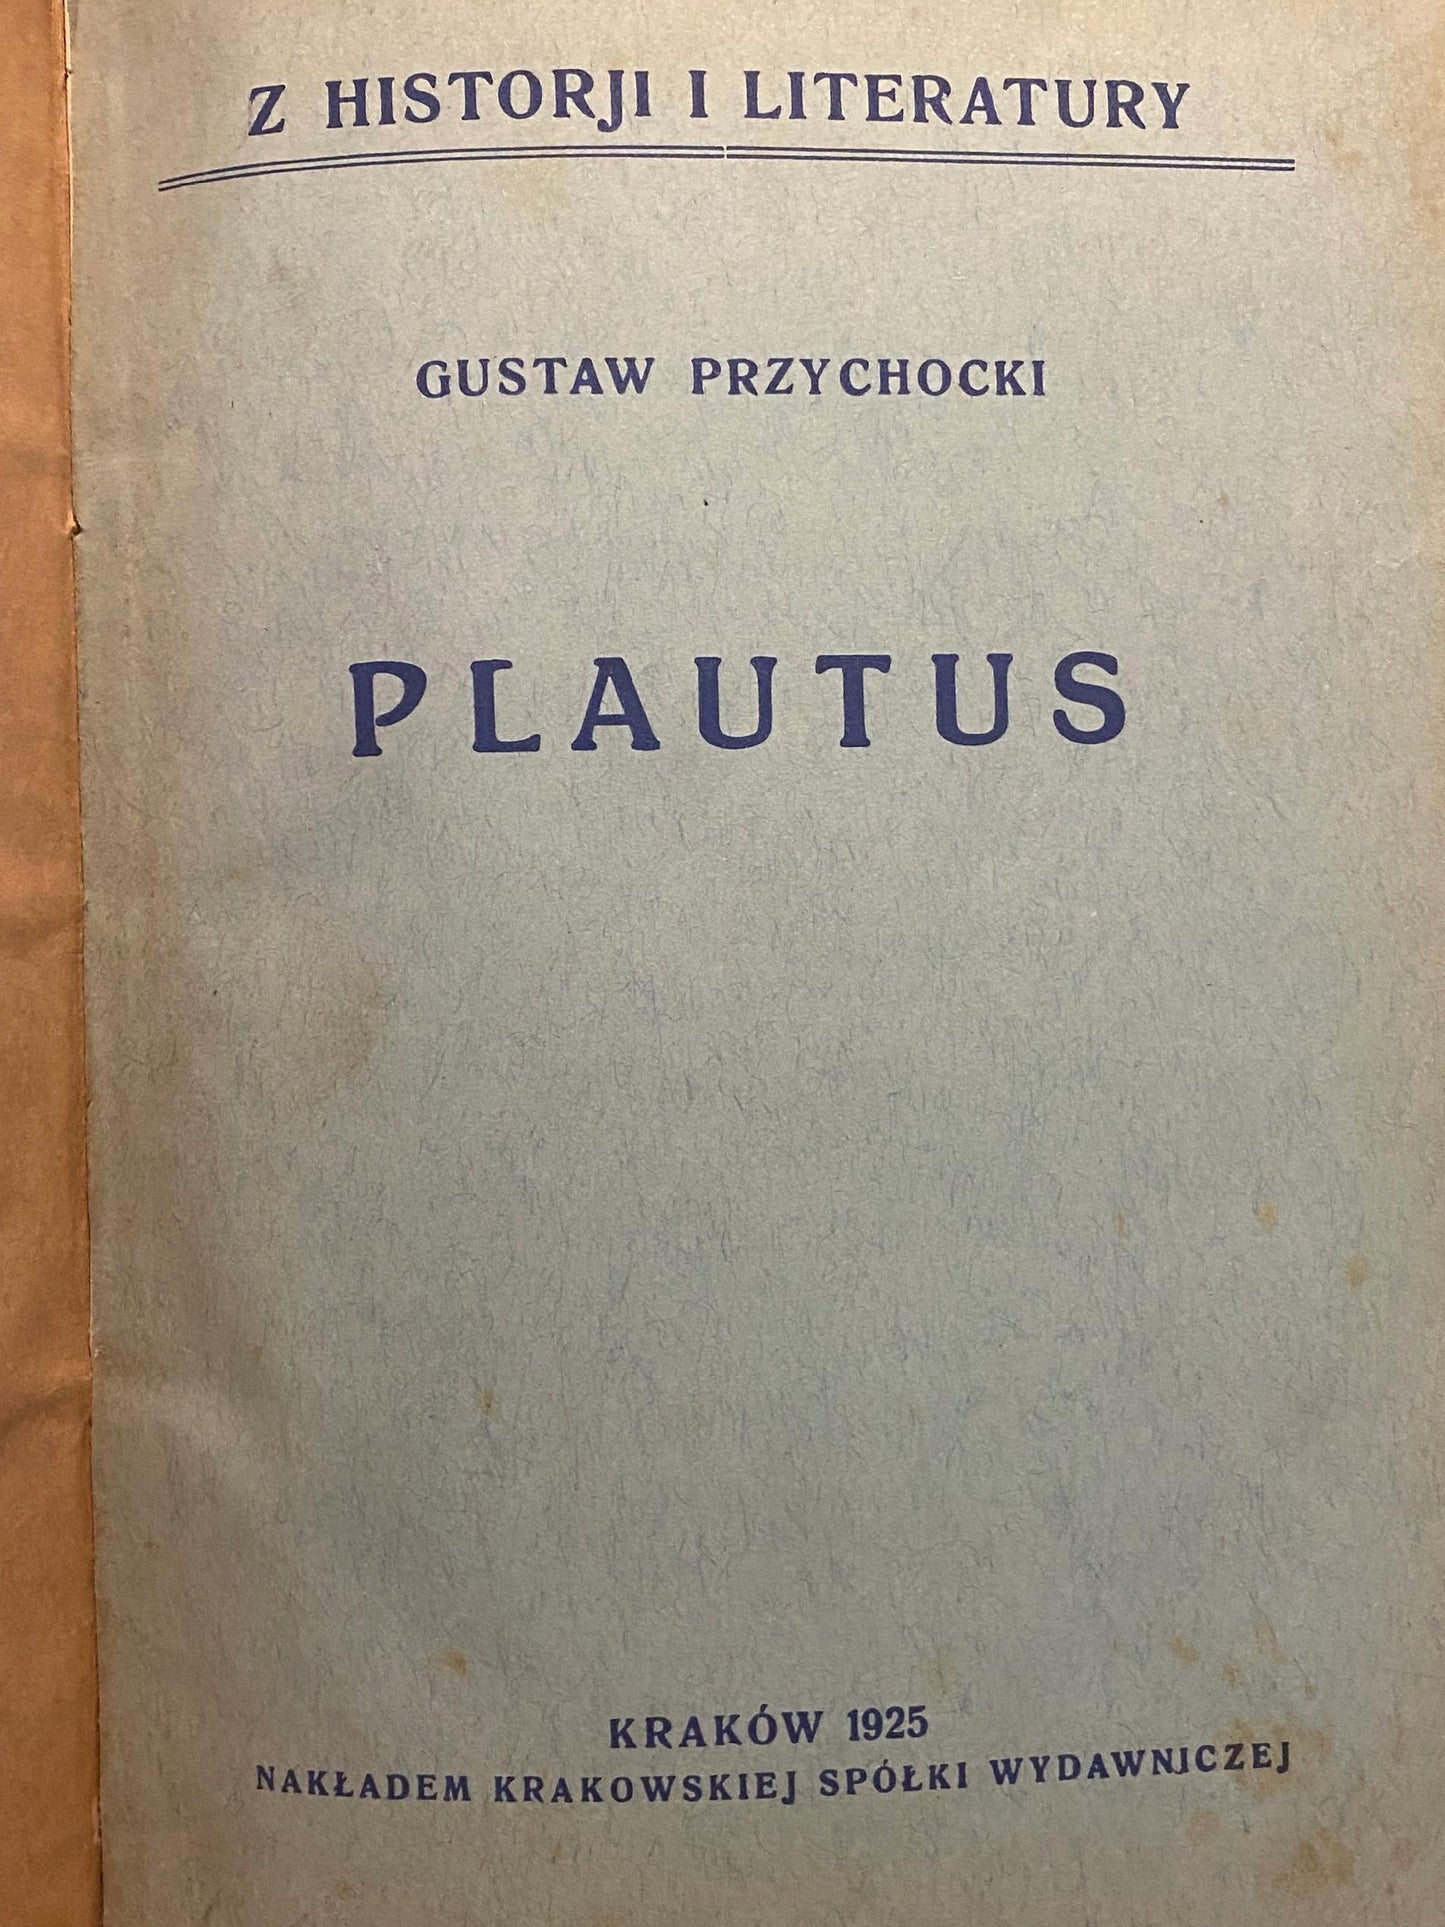 Z HISTORJI I LITERATURY
GUSTAW PRZYCHOCKI
PLAUTUS
KRAKÓW 1925
NAKŁADEM KRAKOWSKIEJ SPÓŁKI WYDAWNICZEJ